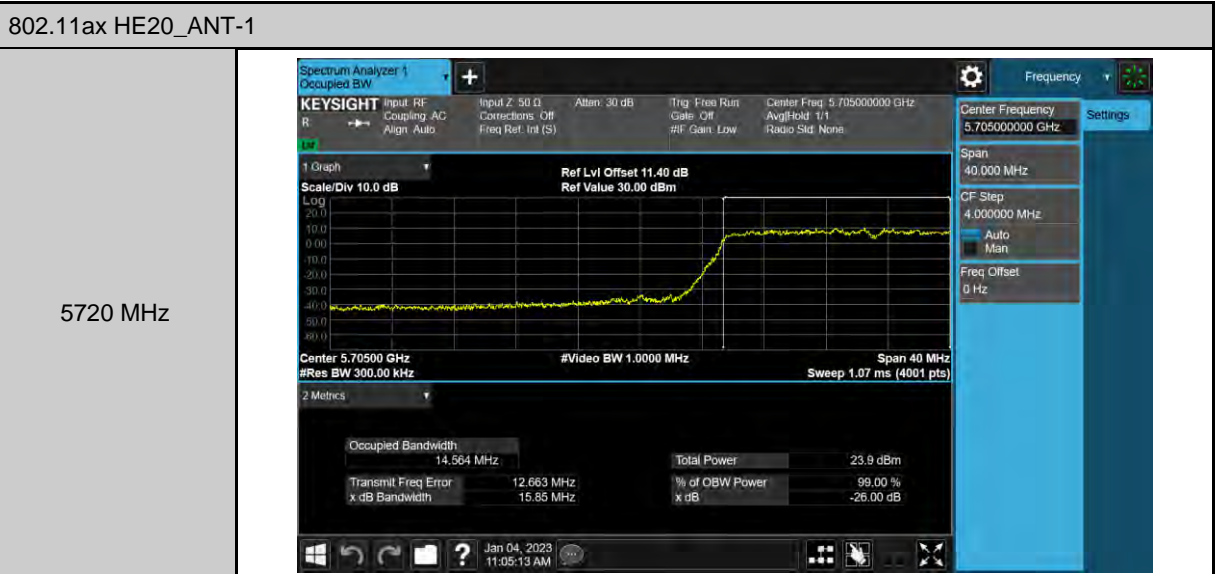 802.11ax HE20_ANT-1
5720 MHz
Spectrum Analyzer 1
Occupied BW
+
Frequency
KEYSIGHT Input: RF
R Coupling: AC
Align: Auto
Input Z: 50 Ω
Corrections: Off
Freq Ref: Int (S)
Atten: 30 dB
Trig: Free Run
Gate: Off
#IF Gain: Low
Center Freq: 5.705000000 GHz
Avg|Hold: 1/1
Radio Std: None
1 Graph
Scale/Div 10.0 dB
Ref Lvl Offset 11.40 dB
Ref Value 30.00 dBm
Log
20.0
10.0
0.00
-10.0
-20.0
-30.0
-40.0
-50.0
-60.0
Center 5.70500 GHz
#Res BW 300.00 kHz
#Video BW 1.0000 MHz
Span 40 MHz
Sweep 1.07 ms (4001 pts)
2 Metrics
Occupied Bandwidth
14.564 MHz
Transmit Freq Error 12.663 MHz
x dB Bandwidth 15.85 MHz
Total Power 23.9 dBm
% of OBW Power 99.00 %
x dB -26.00 dB
Center Frequency
5.705000000 GHz
Settings
Span
40.000 MHz
CF Step
4.000000 MHz
Auto
Man
Freq Offset
0 Hz
?
Jan 04, 2023
11:05:13 AM